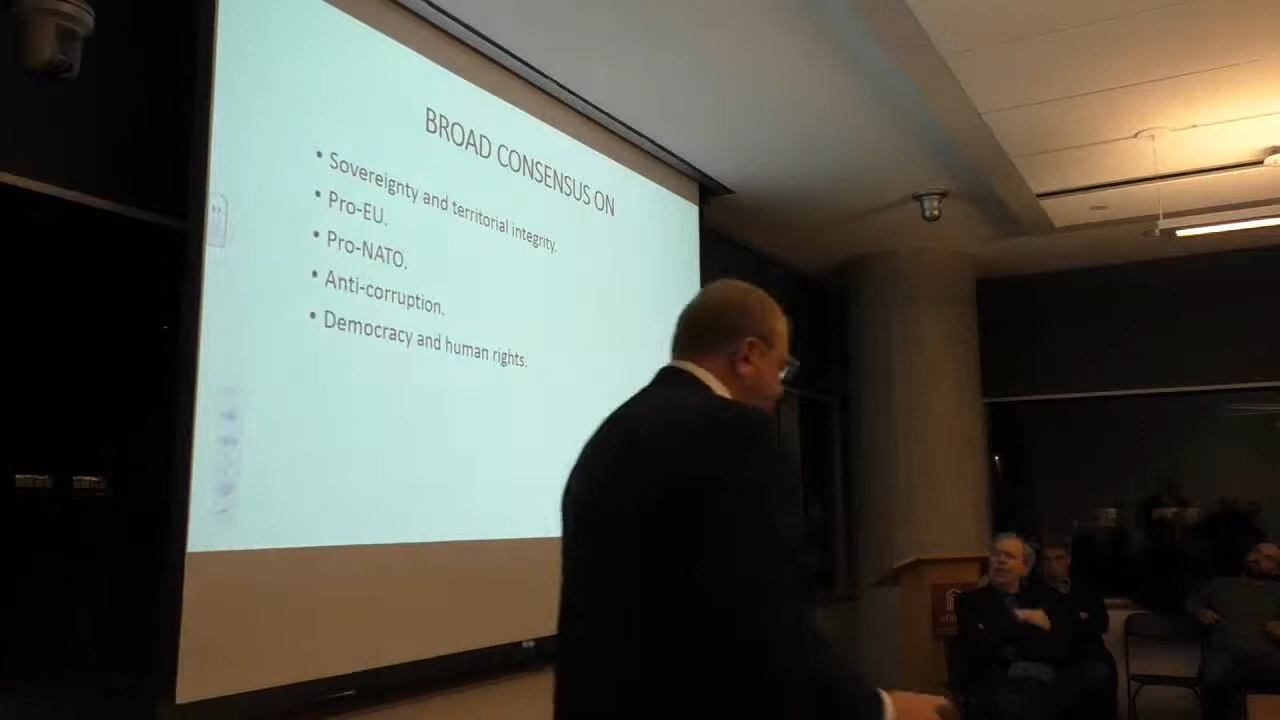 BROAD CONSENSUS ON
• Sovereignty and territorial integrity.
• Pro-EU.
• Pro-NATO.
• Anti-corruption.
• Democracy and human rights.